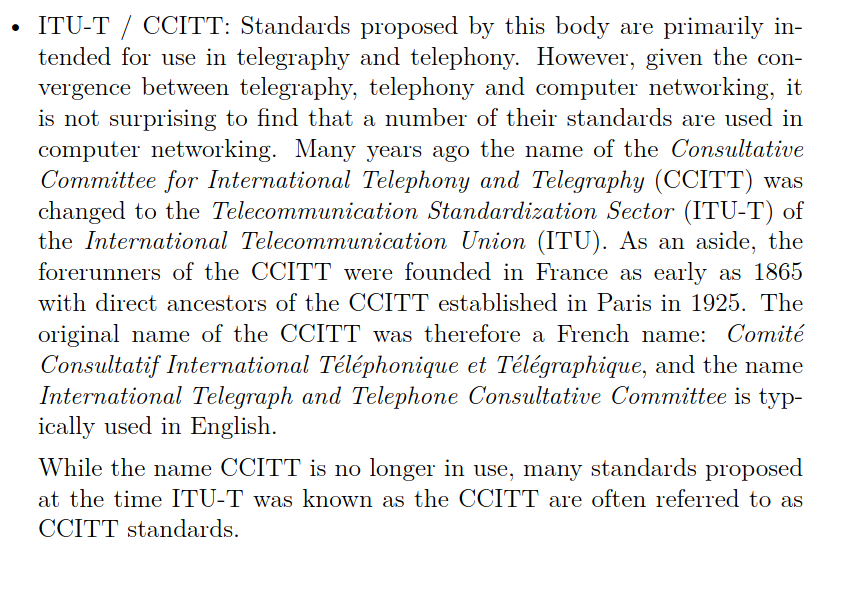 • ITU-T / CCITT: Standards proposed by this body are primarily in-
tended for use in telegraphy and telephony. However, given the con-
vergence between telegraphy, telephony and computer networking, it
is not surprising to find that a number of their standards are used in
computer networking. Many years ago the name of the Consultative
Committee for International Telephony and Telegraphy (CCITT) was
changed to the Telecommunication Standardization Sector (ITU-T) of
the International Telecommunication Union (ITU). As an aside, the
forerunners of the CCITT were founded in France as early as 1865
with direct ancestors of the CCITT established in Paris in 1925. The
original name of the CCITT was therefore a French name: Comité
Consultatif International Téléphonique et Télégraphique, and the name
International Telegraph and Telephone Consultative Committee is typ-
ically used in English.
While the name CCITT is no longer in use, many standards proposed
at the time ITU-T was known as the CCITT are often referred to as
CCITT standards.